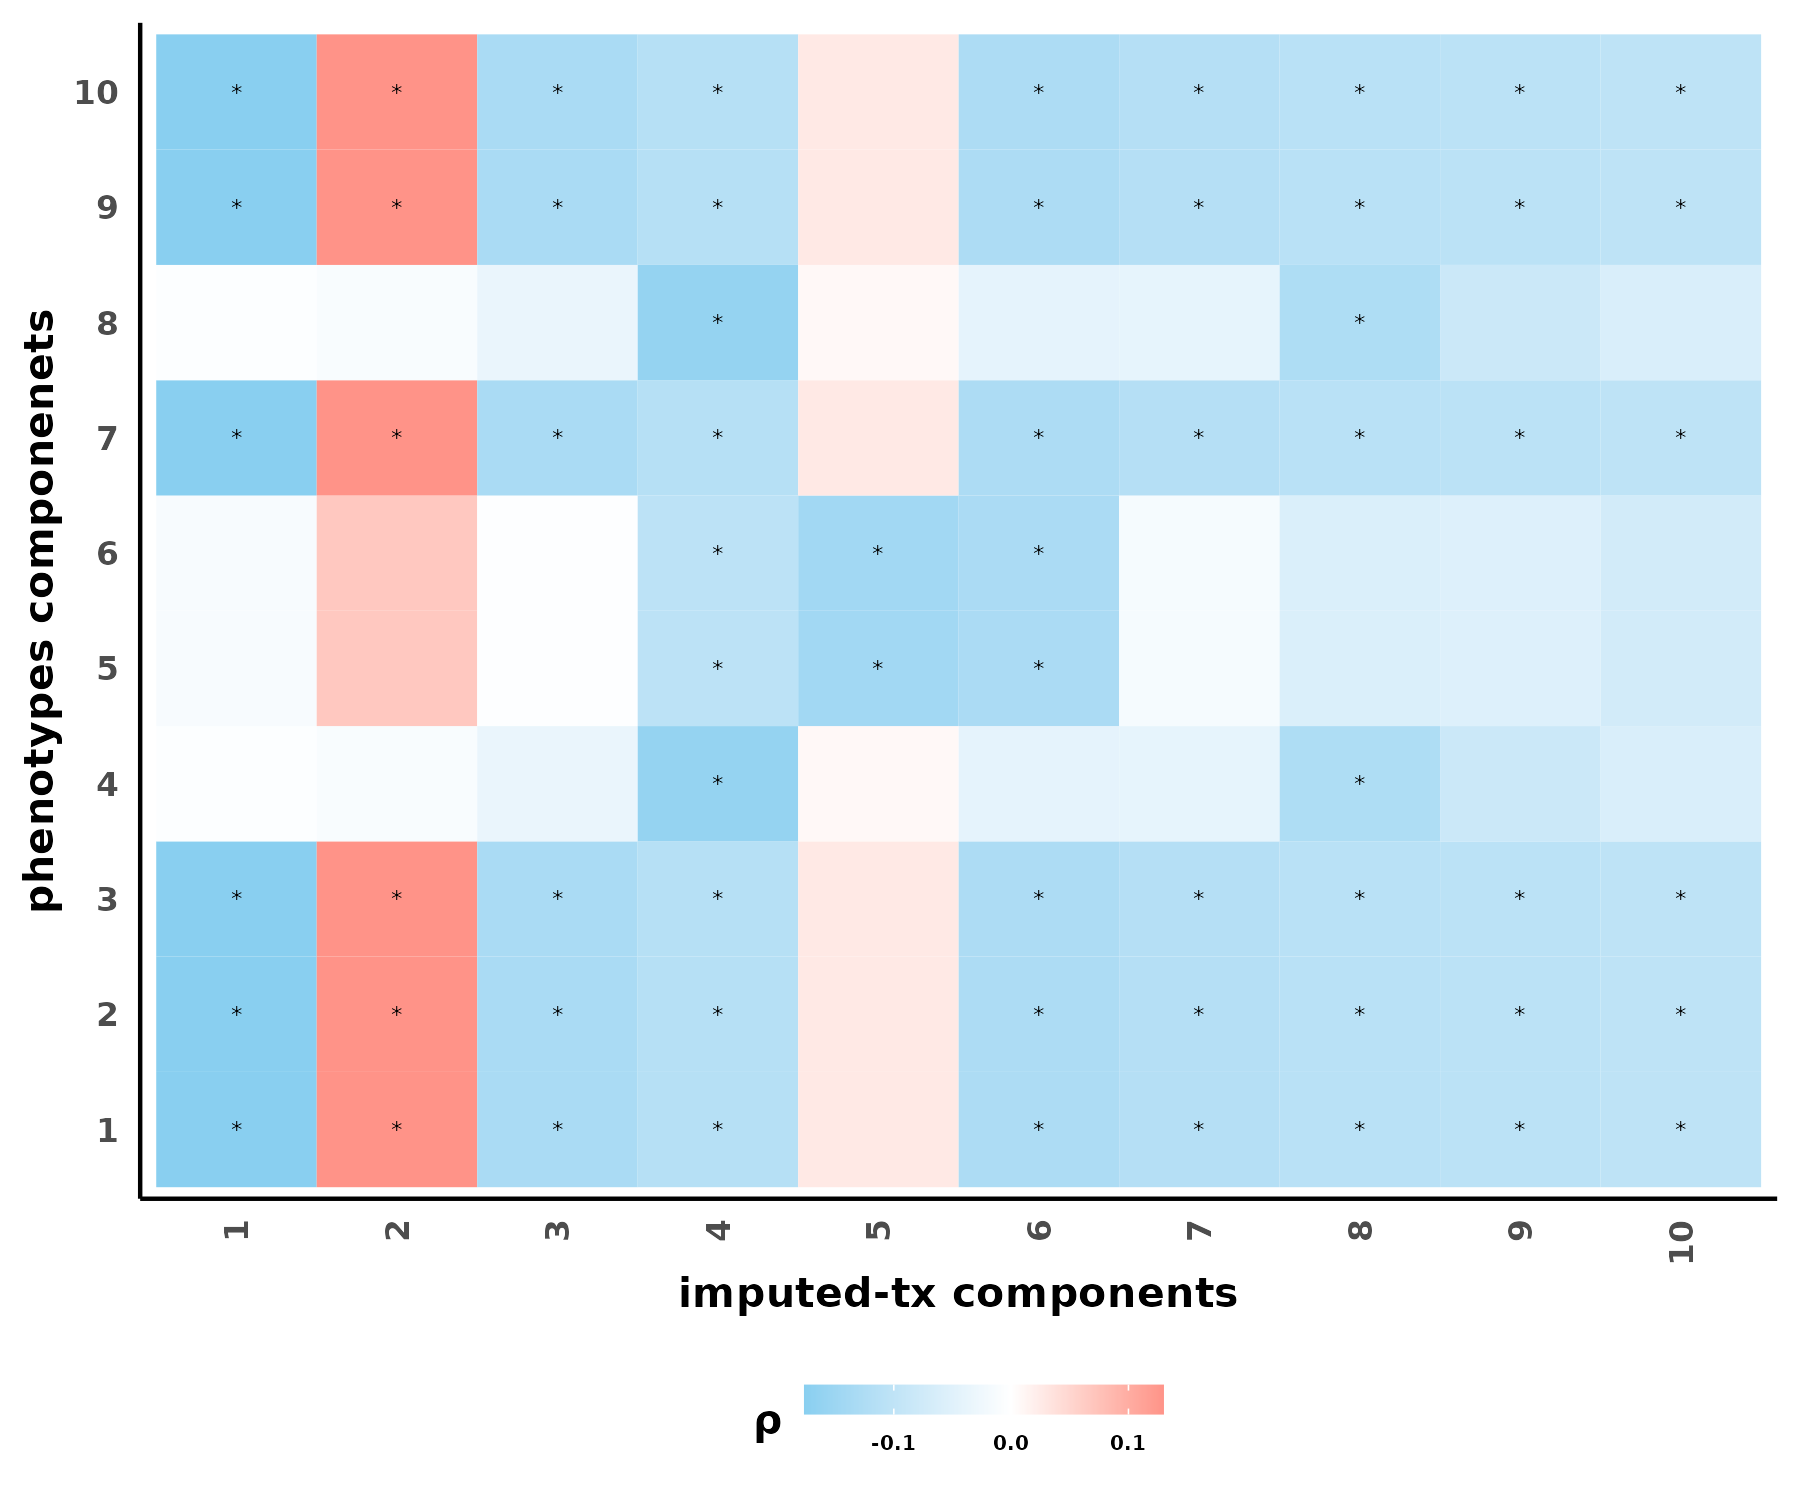 10 * * * * * * * * *
9 * * * * * * * * *
8 * *
7 * * * * * * * * *
6 * * *
5 * * *
4 * *
3 * * * * * * * * *
2 * * * * * * * * *
1 * * * * * * * * *
phenotypes componenets
1 2 3 4 5 6 7 8 9 10
imputed-tx components
ρ
-0.1 0.0 0.1